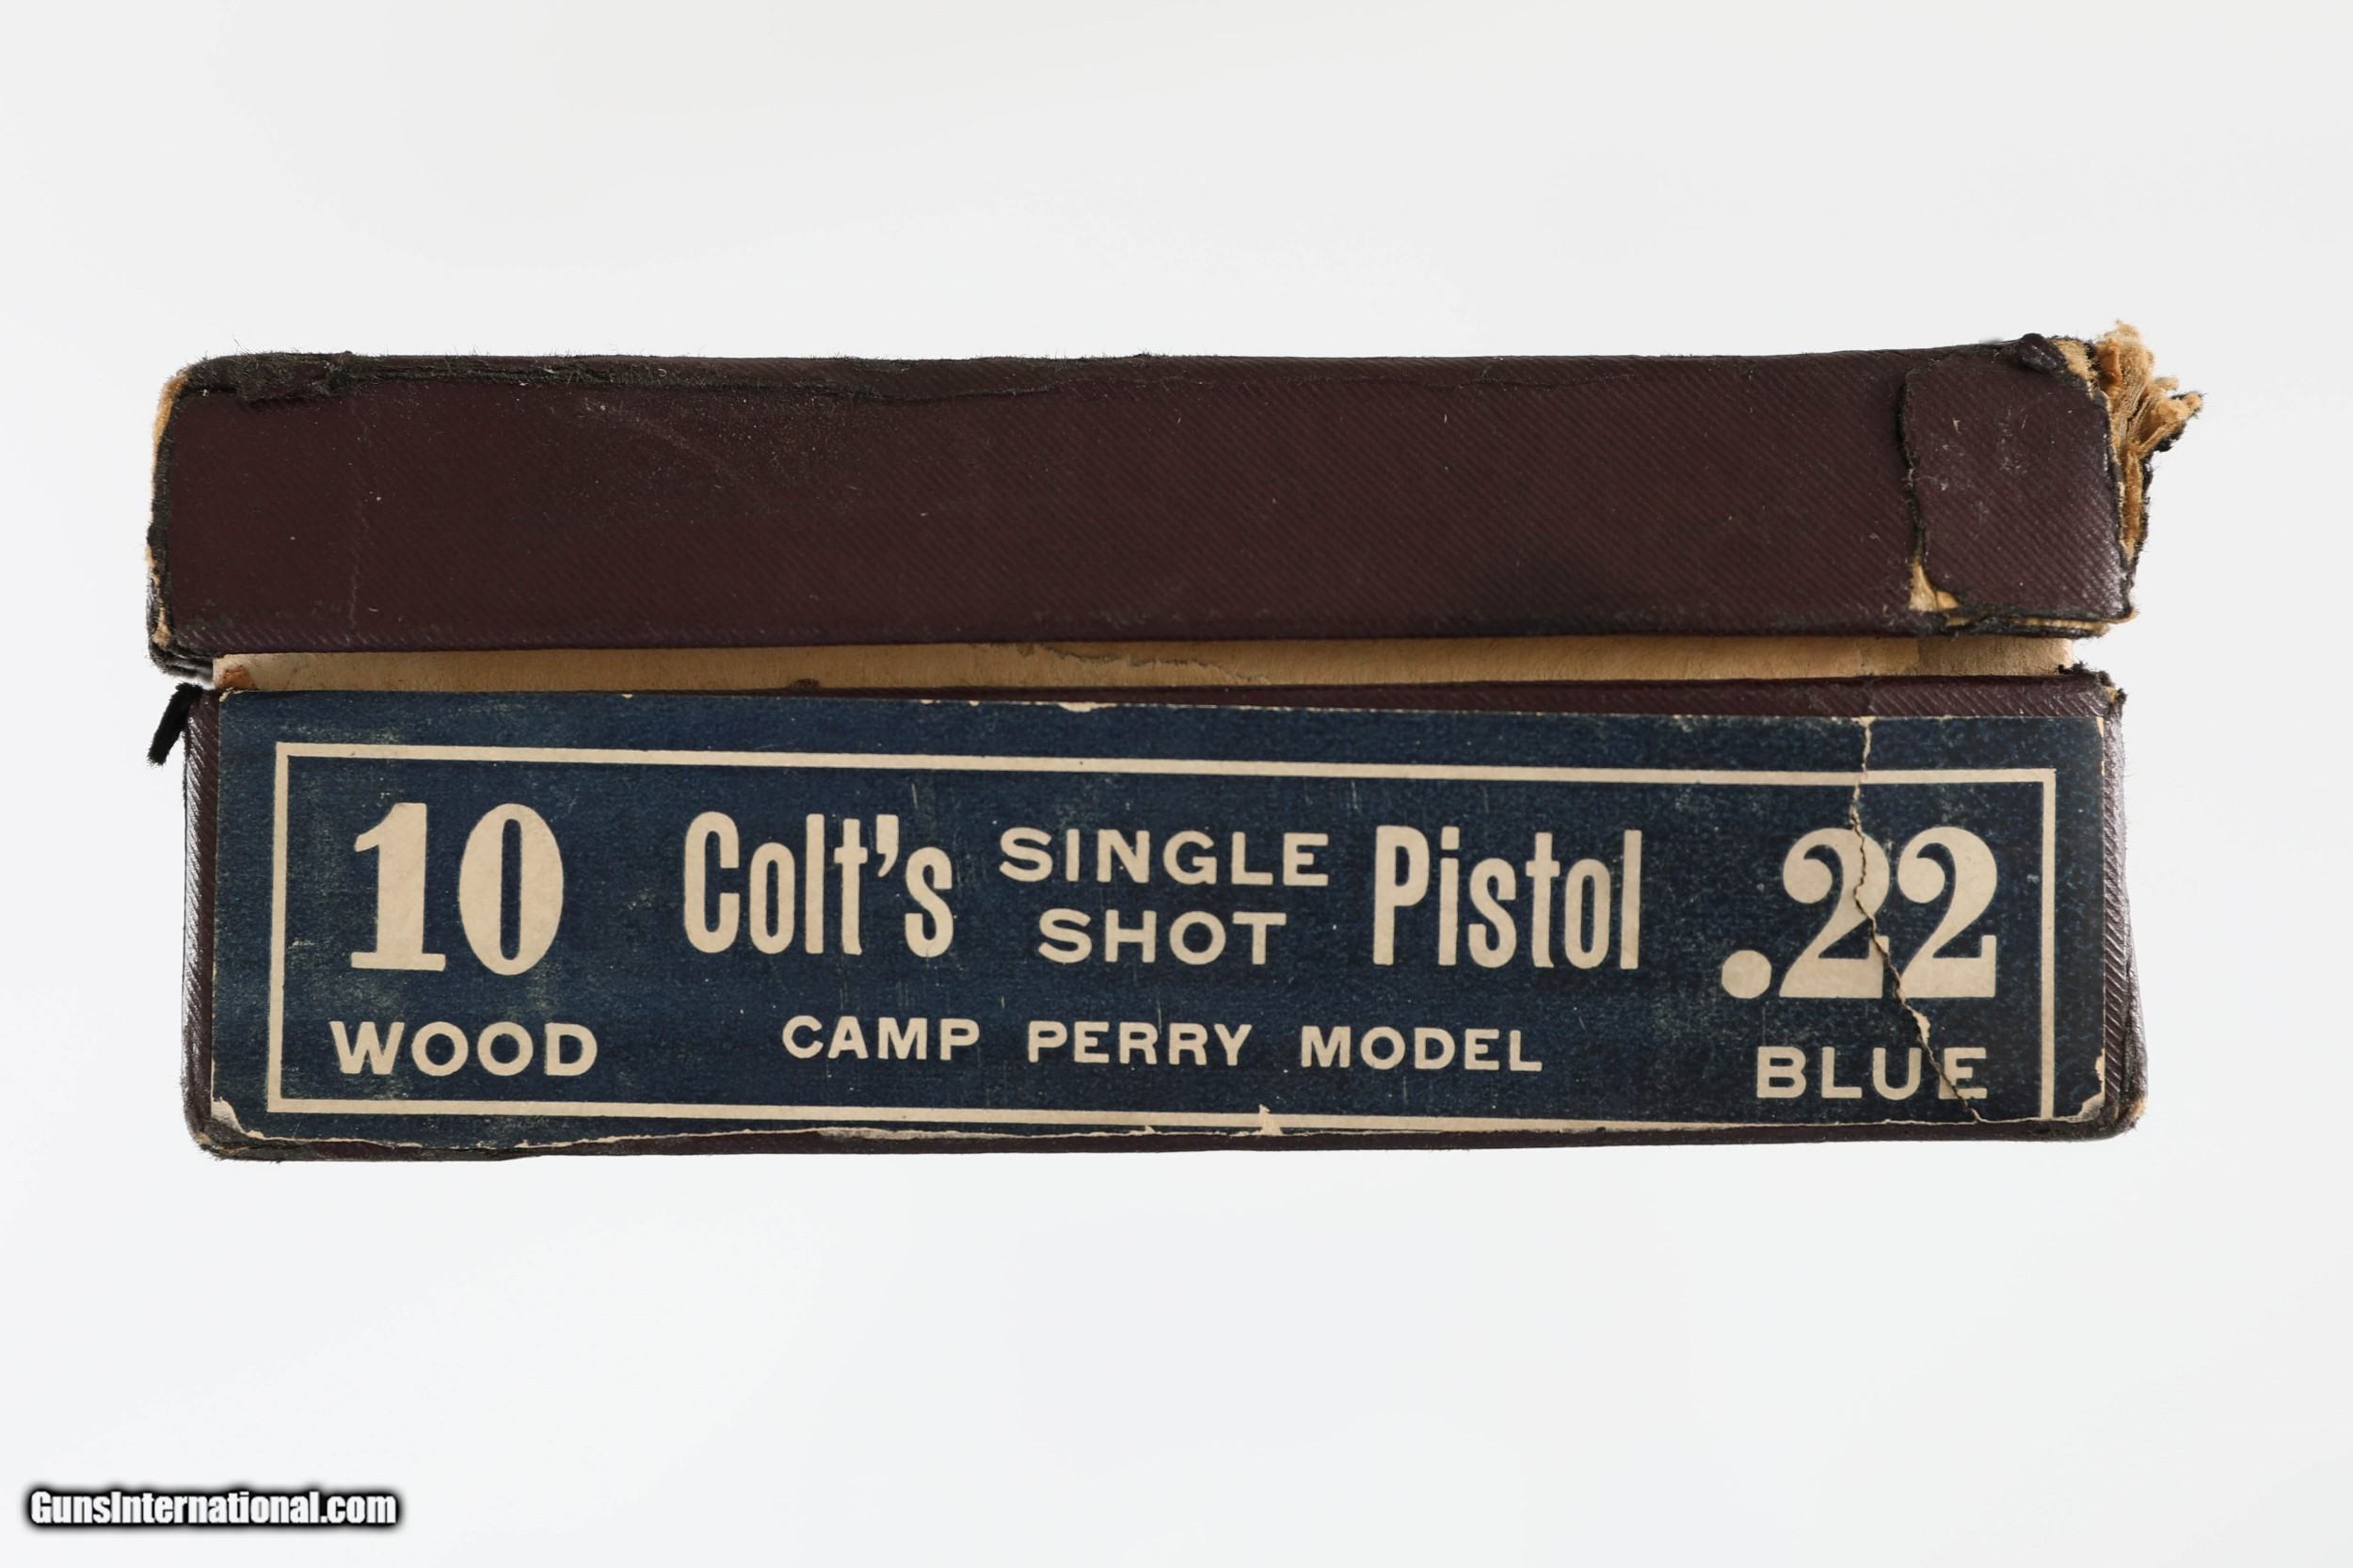 10 Colt's SINGLE SHOT Pistol .22
WOOD CAMP PERRY MODEL BLUE
GunsInternational.com